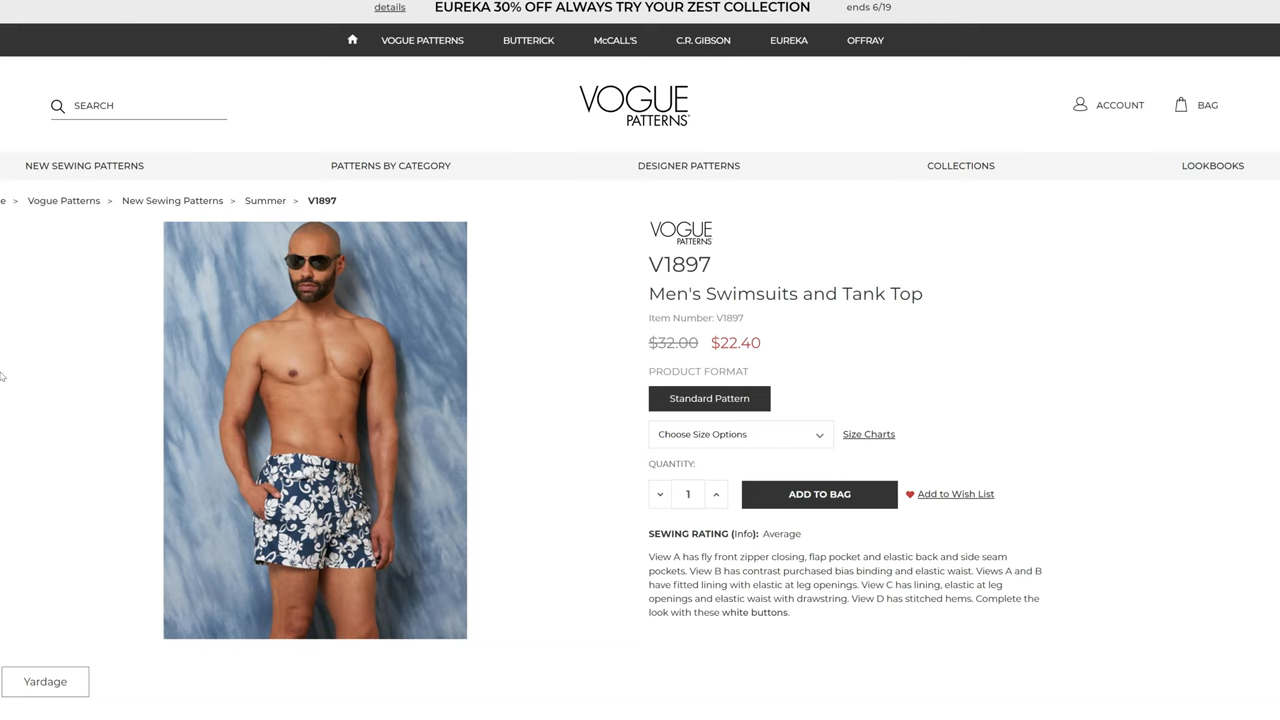 details EUREKA 30% OFF ALWAYS TRY YOUR ZEST COLLECTION ends 6/19
VOGUE PATTERNS BUTTERICK McCALL'S C.R. GIBSON EUREKA OFFRAY
SEARCH
VOGUE
PATTERNS
ACCOUNT BAG
NEW SEWING PATTERNS PATTERNS BY CATEGORY DESIGNER PATTERNS COLLECTIONS LOOKBOOKS
e > Vogue Patterns > New Sewing Patterns > Summer > V1897
VOGUE
PATTERNS
V1897
Men's Swimsuits and Tank Top
Item Number: V1897
$32.00 $22.40
PRODUCT FORMAT
Standard Pattern
Choose Size Options Size Charts
QUANTITY:
1 ADD TO BAG Add to Wish List
SEWING RATING (Info): Average
View A has fly front zipper closing, flap pocket and elastic back and side seam
pockets. View B has contrast purchased bias binding and elastic waist. Views A and B
have fitted lining with elastic at leg openings. View C has lining, elastic at leg
openings and elastic waist with drawstring. View D has stitched hems. Complete the
look with these white buttons.
Yardage